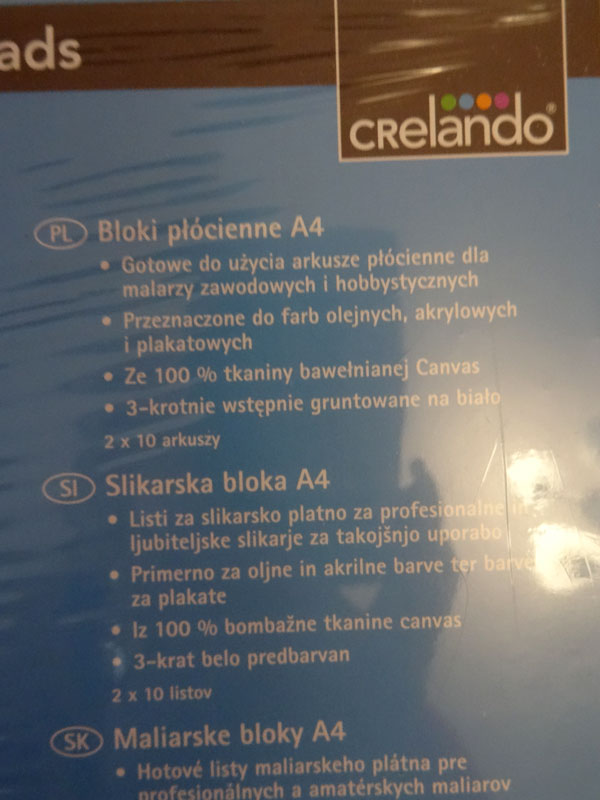 ads
CRelando®
PL Bloki płócienne A4
• Gotowe do użycia arkusze płócienne dla
malarzy zawodowych i hobbystycznych
• Przeznaczone do farb olejnych, akrylowych
i plakatowych
• Ze 100 % tkaniny bawełnianej Canvas
• 3-krotnie wstępnie gruntowane na biało
2 x 10 arkuszy
SI Slikarska bloka A4
• Listi za slikarsko platno za profesionalne in
ljubiteljske slikarje za takojšnjo uporabo
• Primerno za oljne in akrilne barve ter barve
za plakate
• Iz 100 % bombažne tkanine canvas
• 3-krat belo predbarvan
2 x 10 listov
SK Maliarske bloky A4
• Hotové listy maliarskeho plátna pre
profesionálnych a amatérskych maliarov